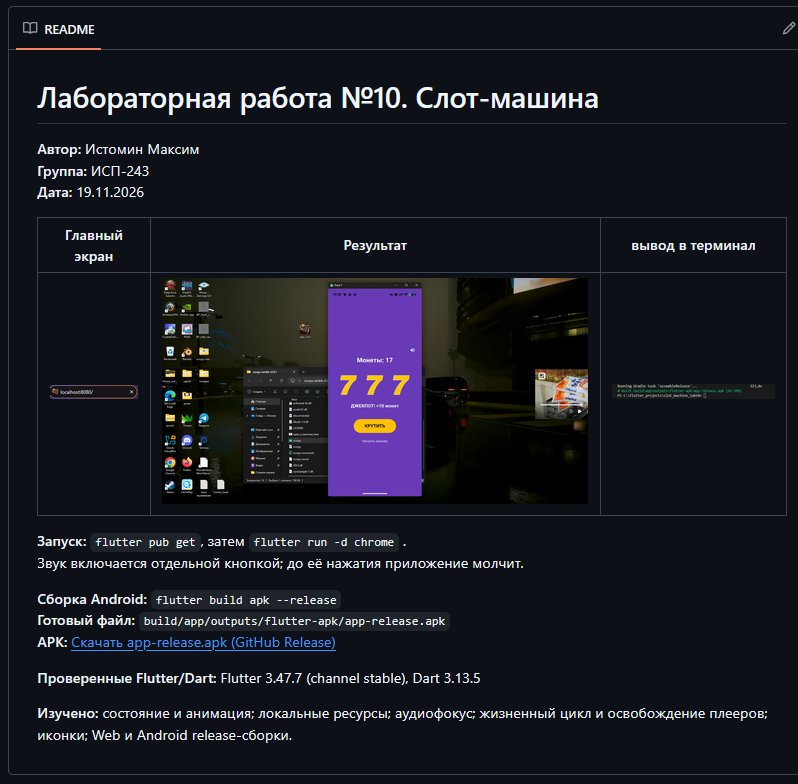 README
Лабораторная работа №10. Слот-машина
Автор: Истомин Максим
Группа: ИСП-243
Дата: 19.11.2026
Главный
экран
Результат
вывод в терминал
localhost:8080/
Монеты: 17
7 7 7
ДЖЕКПОТ! +10 монет
КРУТИТЬ
Начать заново
Running Gradle task 'assembleRelease'...
Запуск: flutter pub get, затем flutter run -d chrome .
Звук включается отдельной кнопкой; до её нажатия приложение молчит.
Сборка Android: flutter build apk --release
Готовый файл: build/app/outputs/flutter-apk/app-release.apk
APK: Скачать app-release.apk (GitHub Release)
Проверенные Flutter/Dart: Flutter 3.47.7 (channel stable), Dart 3.13.5
Изучено: состояние и анимация; локальные ресурсы; аудиофокус; жизненный цикл и освобождение плееров;
иконки; Web и Android release-сборки.